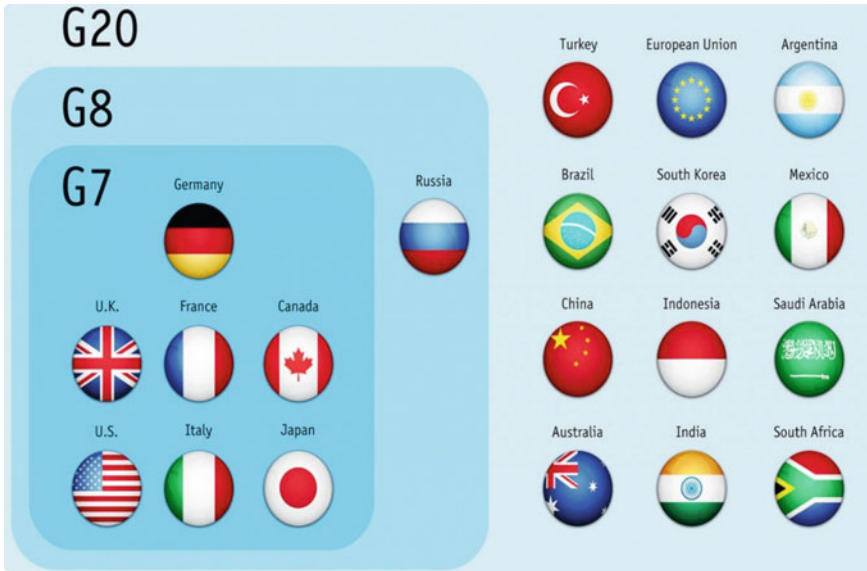 G20
G8
G7
Germany
Russia
U.K.
France
Canada
U.S.
Italy
Japan
Turkey
European Union
Argentina
Brazil
South Korea
Mexico
China
Indonesia
Saudi Arabia
Australia
India
South Africa